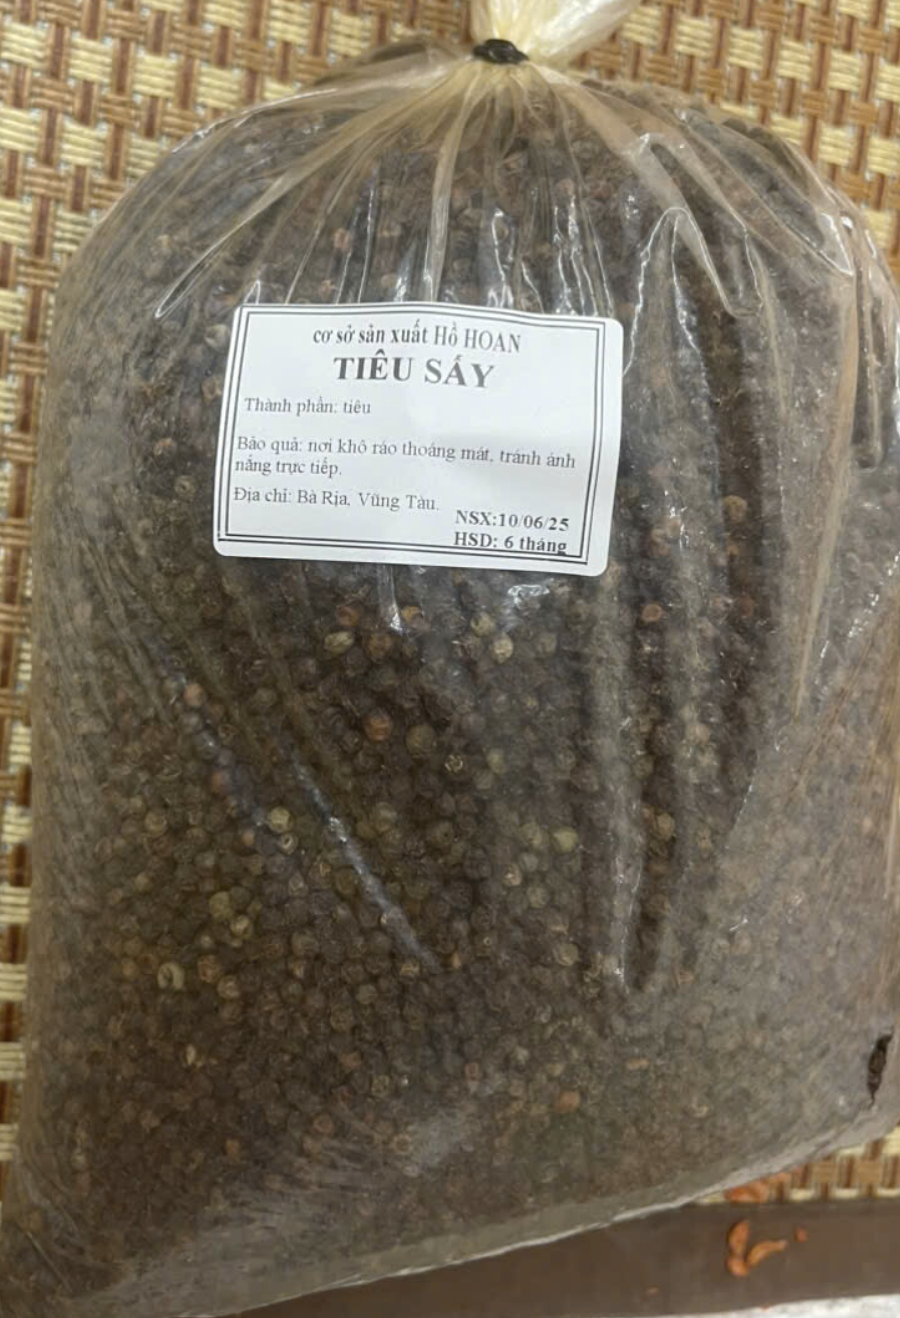 cơ sở sản xuất Hồ HOAN
TIÊU SẤY
Thành phần: tiêu
Bảo quả: nơi khô ráo thoáng mát, tránh ánh
nắng trực tiếp.
Địa chỉ: Bà Rịa, Vũng Tàu.
NSX:10/06/25
HSD: 6 tháng